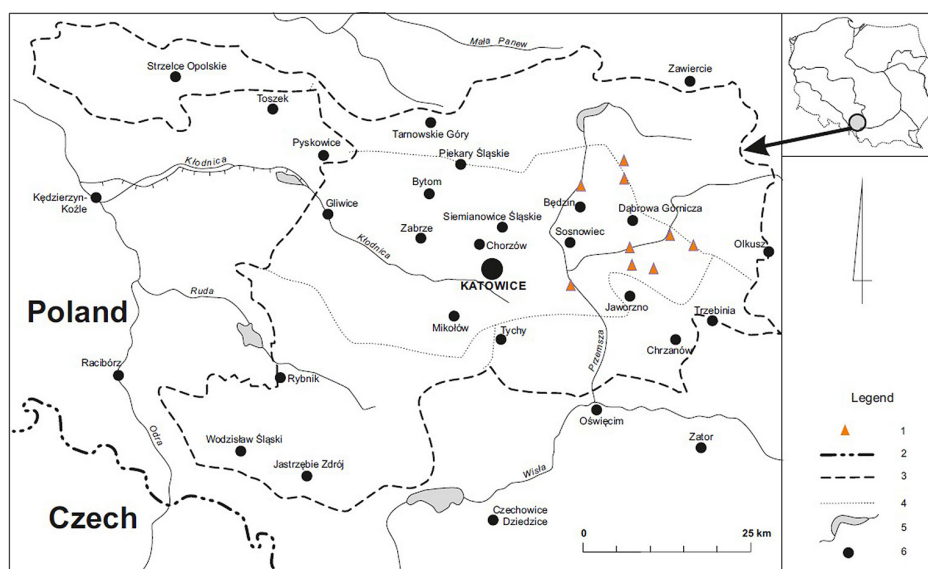 Mała Panew
Zawiercie
Strzelce Opolskie
Toszek
Tarnowskie Góry
Pyskowice
Piekary Śląskie
Kłodnica
Bytom
Kędzierzyn-
Koźle
Gliwice
Będzin
Dąbrowa Górnicza
Siemianowice Śląskie
Zabrze
Sosnowiec
Chorzów
Olkusz
Kłodnica
KATOWICE
Ruda
Poland
Jaworzno
Trzebinia
Mikołów
Tychy
Przemsza
Chrzanów
Racibórz
Rybnik
Oświęcim
Odra
Wodzisław Śląski
Zator
Jastrzębie Zdrój
Wisła
Czech
Czechowice
Dziedzice
0
25 km
Legend
1
2
3
4
5
6